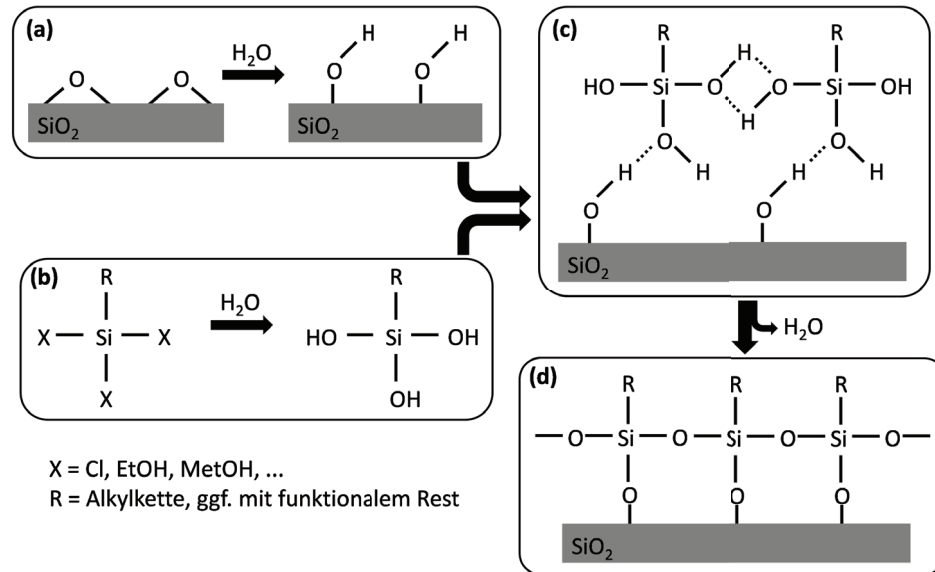 (a)
H H
H₂O
O O O O
SiO₂
(b)
R R
H₂O
X Si X HO Si OH
X OH
X = Cl, EtOH, MetOH, ...
R = Alkylkette, ggf. mit funktionalem Rest
(c)
R R
H
HO Si O O Si OH
H
O O
H H H H
O O
SiO₂
H₂O
(d)
R R R
O Si O Si O Si O
O O O
SiO₂